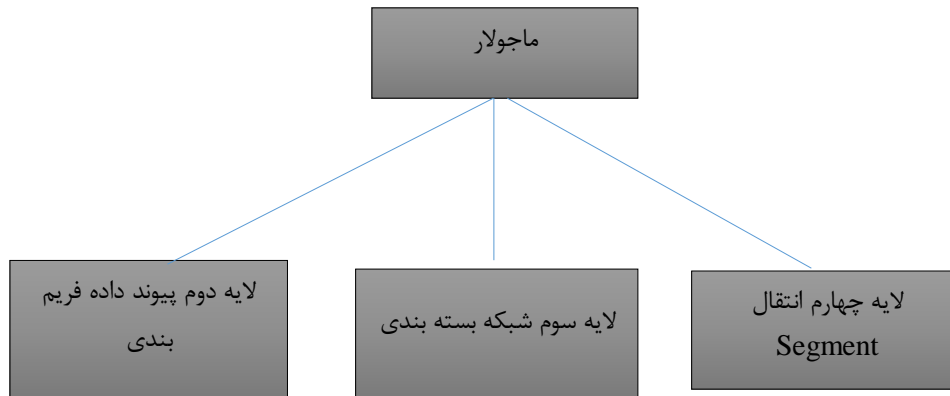 ماجولار
لایه چهارم انتقال
Segment
لایه سوم شبکه بسته بندی
لایه دوم پیوند داده فریم
بندی